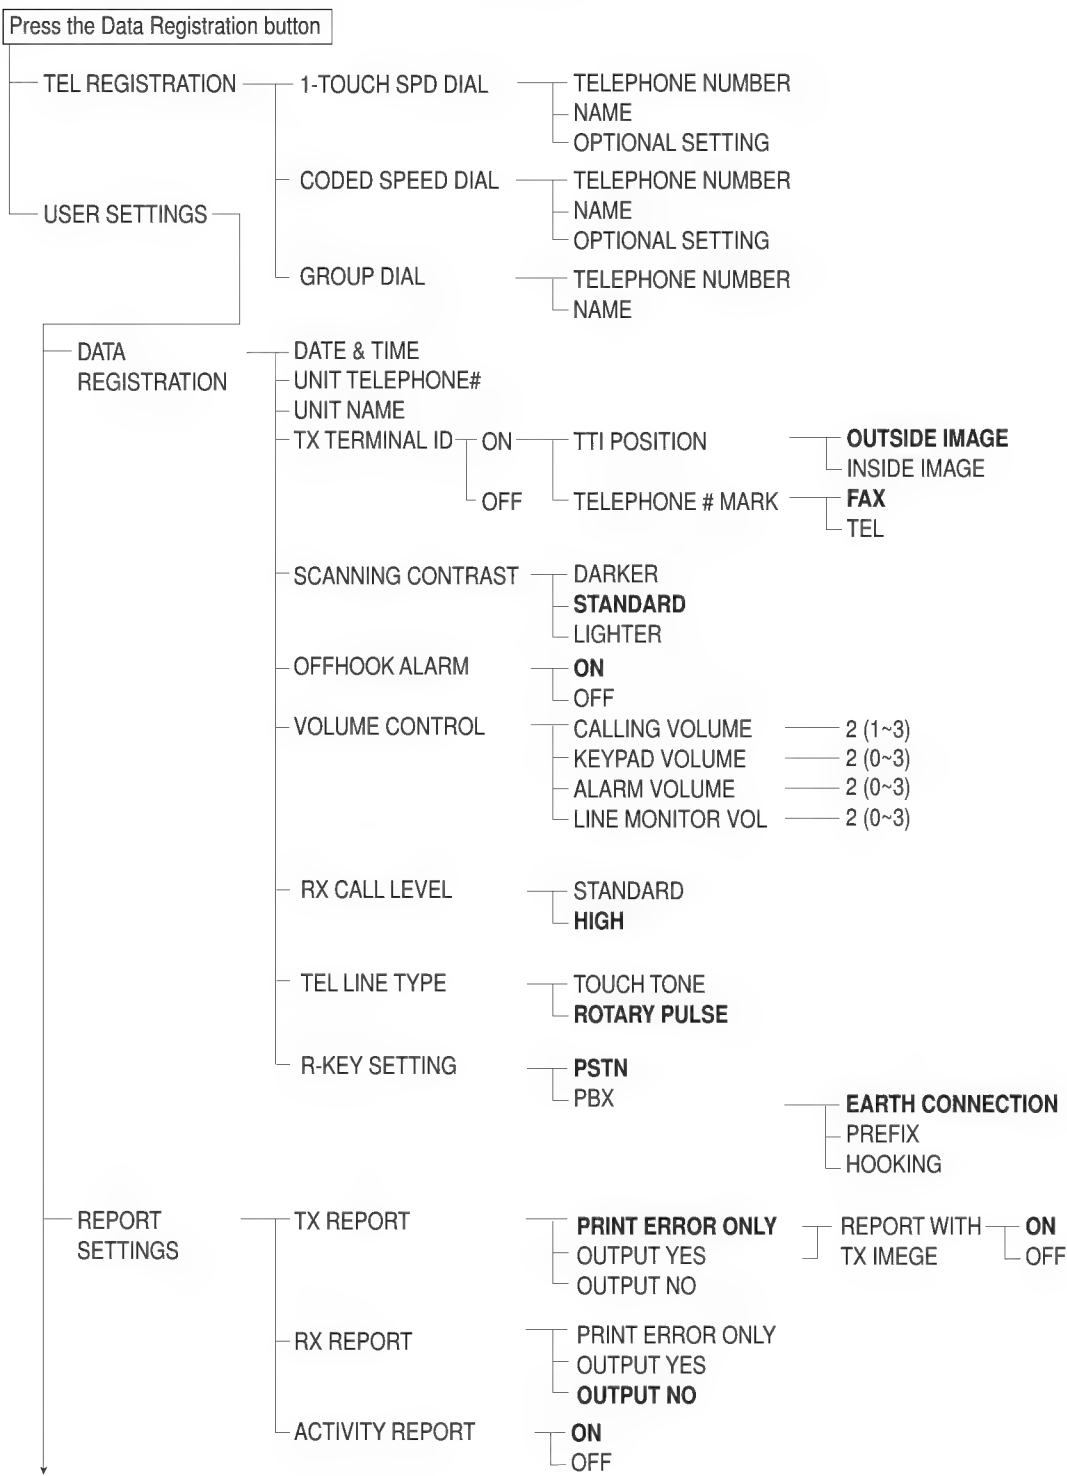 Press the Data Registration button
TEL REGISTRATION
1-TOUCH SPD DIAL
TELEPHONE NUMBER
NAME
OPTIONAL SETTING
CODED SPEED DIAL
TELEPHONE NUMBER
NAME
OPTIONAL SETTING
USER SETTINGS
GROUP DIAL
TELEPHONE NUMBER
NAME
DATA
REGISTRATION
DATE & TIME
UNIT TELEPHONE#
UNIT NAME
TX TERMINAL ID
ON
TTI POSITION
OUTSIDE IMAGE
INSIDE IMAGE
OFF
TELEPHONE # MARK
FAX
TEL
SCANNING CONTRAST
DARKER
STANDARD
LIGHTER
OFFHOOK ALARM
ON
OFF
VOLUME CONTROL
CALLING VOLUME
2 (1~3)
KEYPAD VOLUME
2 (0~3)
ALARM VOLUME
2 (0~3)
LINE MONITOR VOL
2 (0~3)
RX CALL LEVEL
STANDARD
HIGH
TEL LINE TYPE
TOUCH TONE
ROTARY PULSE
R-KEY SETTING
PSTN
PBX
EARTH CONNECTION
PREFIX
HOOKING
REPORT
SETTINGS
TX REPORT
PRINT ERROR ONLY
OUTPUT YES
OUTPUT NO
REPORT WITH
TX IMEGE
ON
OFF
RX REPORT
PRINT ERROR ONLY
OUTPUT YES
OUTPUT NO
ACTIVITY REPORT
ON
OFF